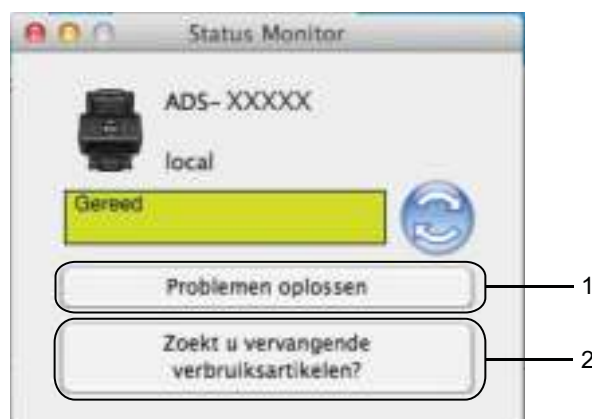 Status Monitor
ADS- XXXXX
local
Gereed
Problemen oplossen
1
Zoekt u vervangende
verbruiksartikelen?
2